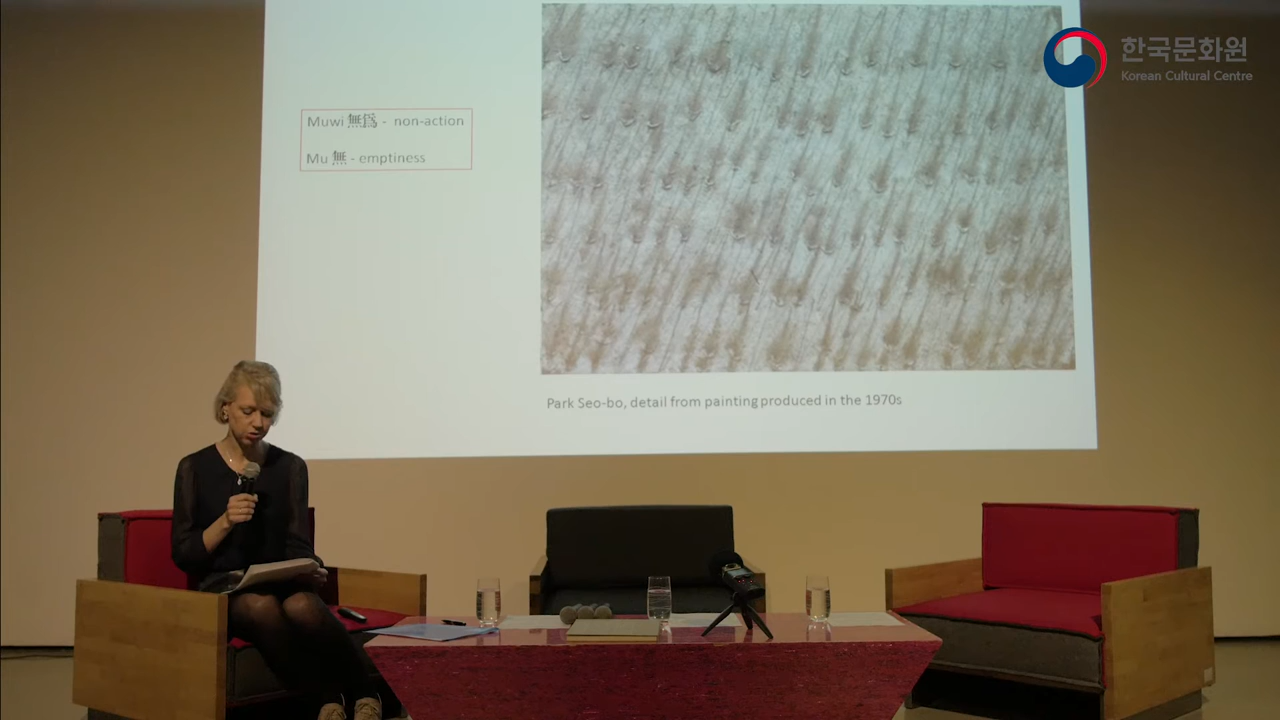 Muwi 無爲 - non-action
Mu 無 - emptiness
Park Seo-bo, detail from painting produced in the 1970s
한국문화원
Korean Cultural Centre